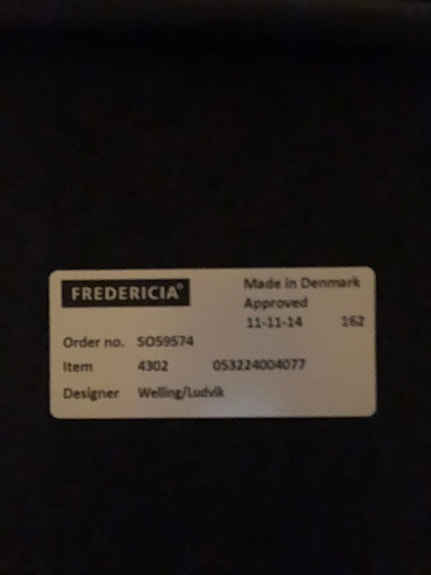 FREDERICIA®
Made in Denmark
Approved
11-11-14 162
Order no. SO59574
Item 4302 053224004077
Designer Welling/Ludvik